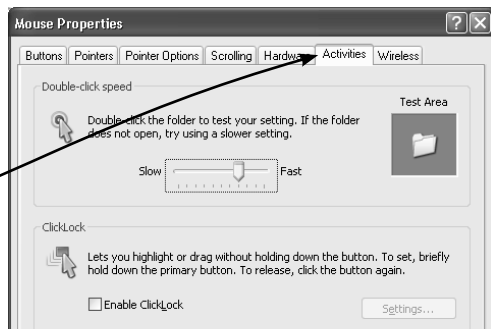 Mouse Properties
Buttons Pointers Pointer Options Scrolling Hardware Activities Wireless
Double-click speed
Test Area
Double-click the folder to test your setting. If the folder
does not open, try using a slower setting.
Slow Fast
ClickLock
Lets you highlight or drag without holding down the button. To set, briefly
hold down the primary button. To release, click the button again.
Enable ClickLock
Settings...